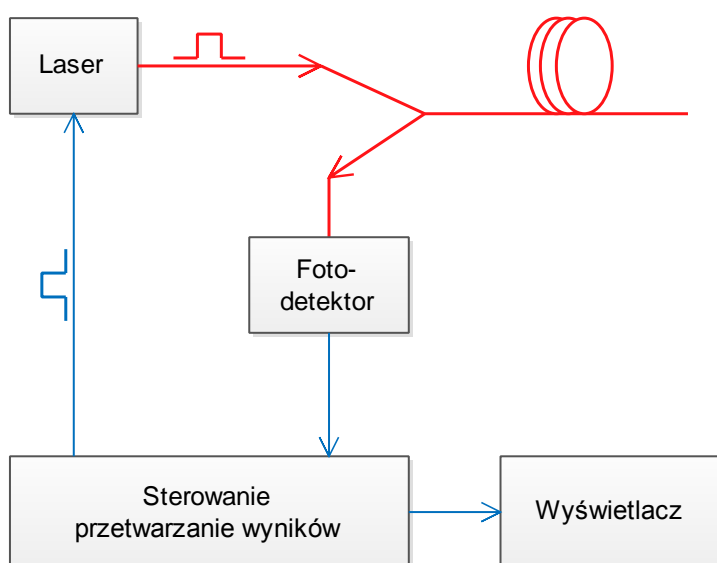 Laser
Foto-
detektor
Sterowanie
przetwarzanie wyników
Wyświetlacz